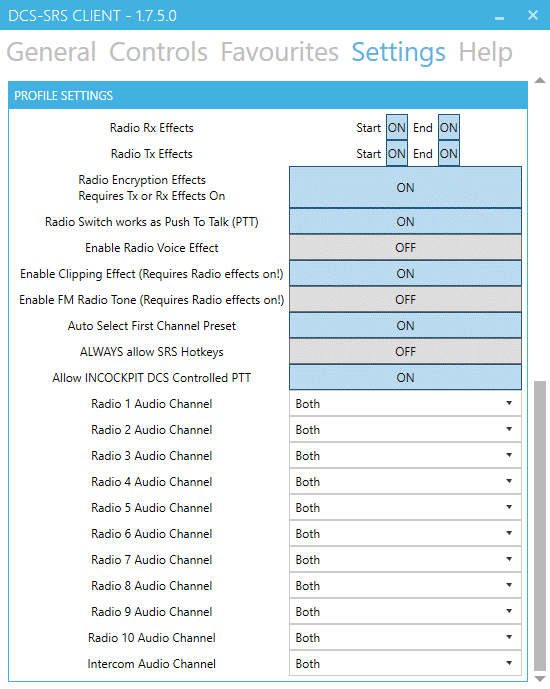 DCS-SRS CLIENT - 1.7.5.0
General Controls Favourites Settings Help
PROFILE SETTINGS
Radio Rx Effects Start ON End ON
Radio Tx Effects Start ON End ON
Radio Encryption Effects
Requires Tx or Rx Effects On ON
Radio Switch works as Push To Talk (PTT) ON
Enable Radio Voice Effect OFF
Enable Clipping Effect (Requires Radio effects on!) ON
Enable FM Radio Tone (Requires Radio effects on!) OFF
Auto Select First Channel Preset ON
ALWAYS allow SRS Hotkeys OFF
Allow INCOCKPIT DCS Controlled PTT ON
Radio 1 Audio Channel Both
Radio 2 Audio Channel Both
Radio 3 Audio Channel Both
Radio 4 Audio Channel Both
Radio 5 Audio Channel Both
Radio 6 Audio Channel Both
Radio 7 Audio Channel Both
Radio 8 Audio Channel Both
Radio 9 Audio Channel Both
Radio 10 Audio Channel Both
Intercom Audio Channel Both